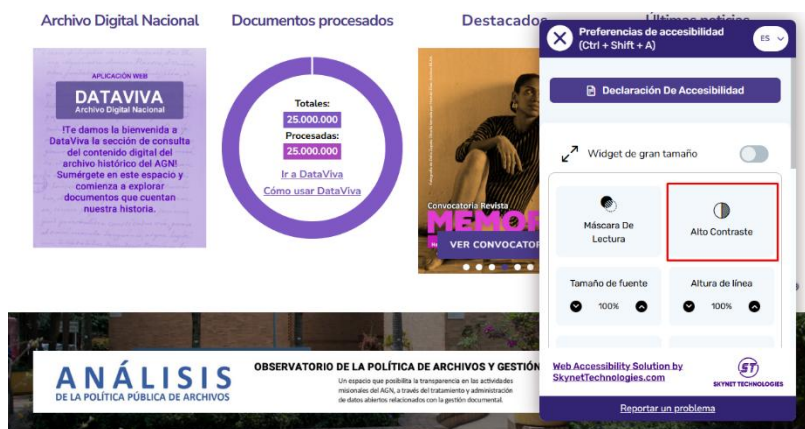 Archivo Digital Nacional
APLICACIÓN WEB
DATAVIVA
Archivo Digital Nacional
!Te damos la bienvenida a
DataViva la sección de consulta
del contenido digital del
archivo histórico del AGN!
Sumérgete en este espacio y
comienza a explorar
documentos que cuentan
nuestra historia.
Documentos procesados
Totales:
25.000.000
Procesadas:
25.000.000
Ir a DataViva
Cómo usar DataViva
Destacados
Convocatoria Revista
MEMOR
VER CONVOCATOR
Últimas noticias
Preferencias de accesibilidad
(Ctrl + Shift + A)
ES
Declaración De Accesibilidad
Widget de gran tamaño
Máscara De
Lectura
Alto Contraste
Tamaño de fuente
100%
Altura de línea
100%
Web Accessibility Solution by
SkynetTechnologies.com
ST
SKYNET TECHNOLOGIES
Reportar un problema
ANÁLISIS
DE LA POLÍTICA PÚBLICA DE ARCHIVOS
OBSERVATORIO DE LA POLÍTICA DE ARCHIVOS Y GESTIÓN
Un espacio que posibilita la transparencia en las actividades
misionales del AGN, a través del tratamiento y administración
de datos abiertos relacionados con la gestión documental.